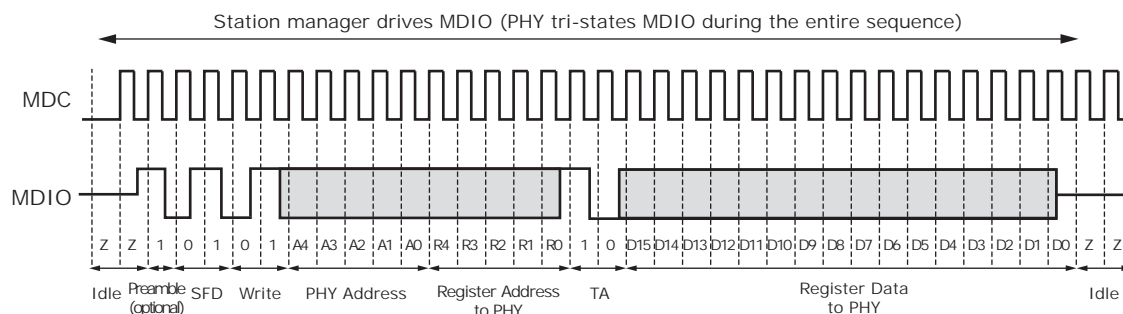 Station manager drives MDIO (PHY tri-states MDIO during the entire sequence)
MDC
MDIO
Z Z 1 0 1 0 1 A4 A3 A2 A1 A0 R4 R3 R2 R1 R0 1 0 D15 D14 D13 D12 D11 D10 D9 D8 D7 D6 D5 D4 D3 D2 D1 D0 Z Z
Idle Preamble (optional) SFD Write PHY Address Register Address to PHY TA Register Data to PHY Idle